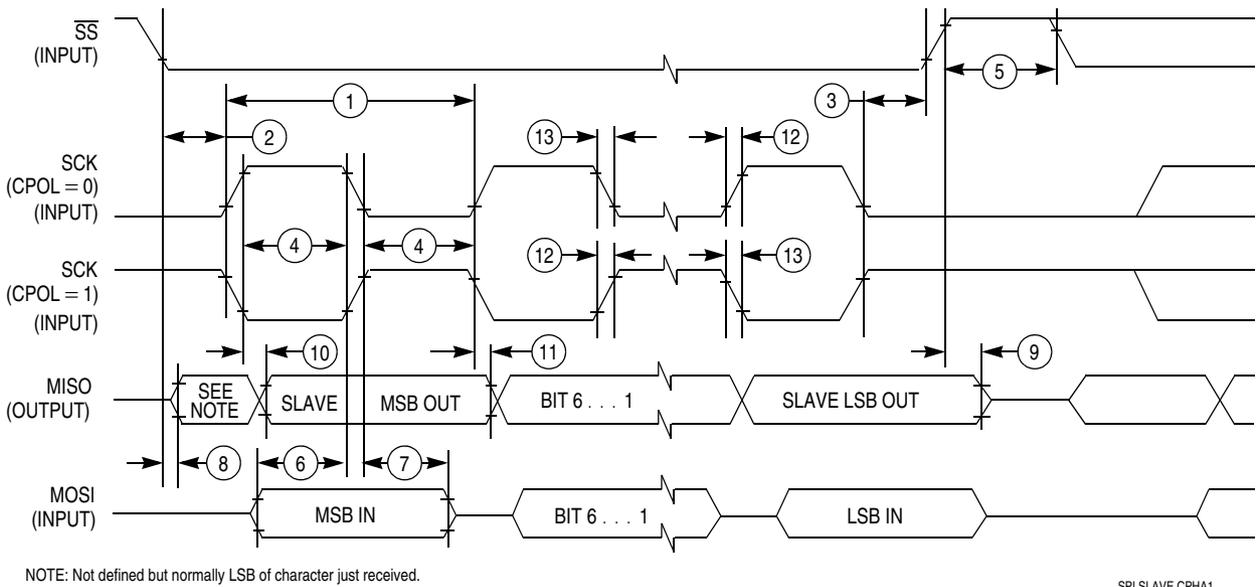 SS
(INPUT)
5
1
3
2
13
12
SCK
(CPOL = 0)
(INPUT)
4
4
12
13
SCK
(CPOL = 1)
(INPUT)
10
11
9
MISO
(OUTPUT)
SEE
NOTE
SLAVE
MSB OUT
BIT 6 . . . 1
SLAVE LSB OUT
8
6
7
MOSI
(INPUT)
MSB IN
BIT 6 . . . 1
LSB IN
NOTE: Not defined but normally LSB of character just received.
SPI SLAVE CPHA1